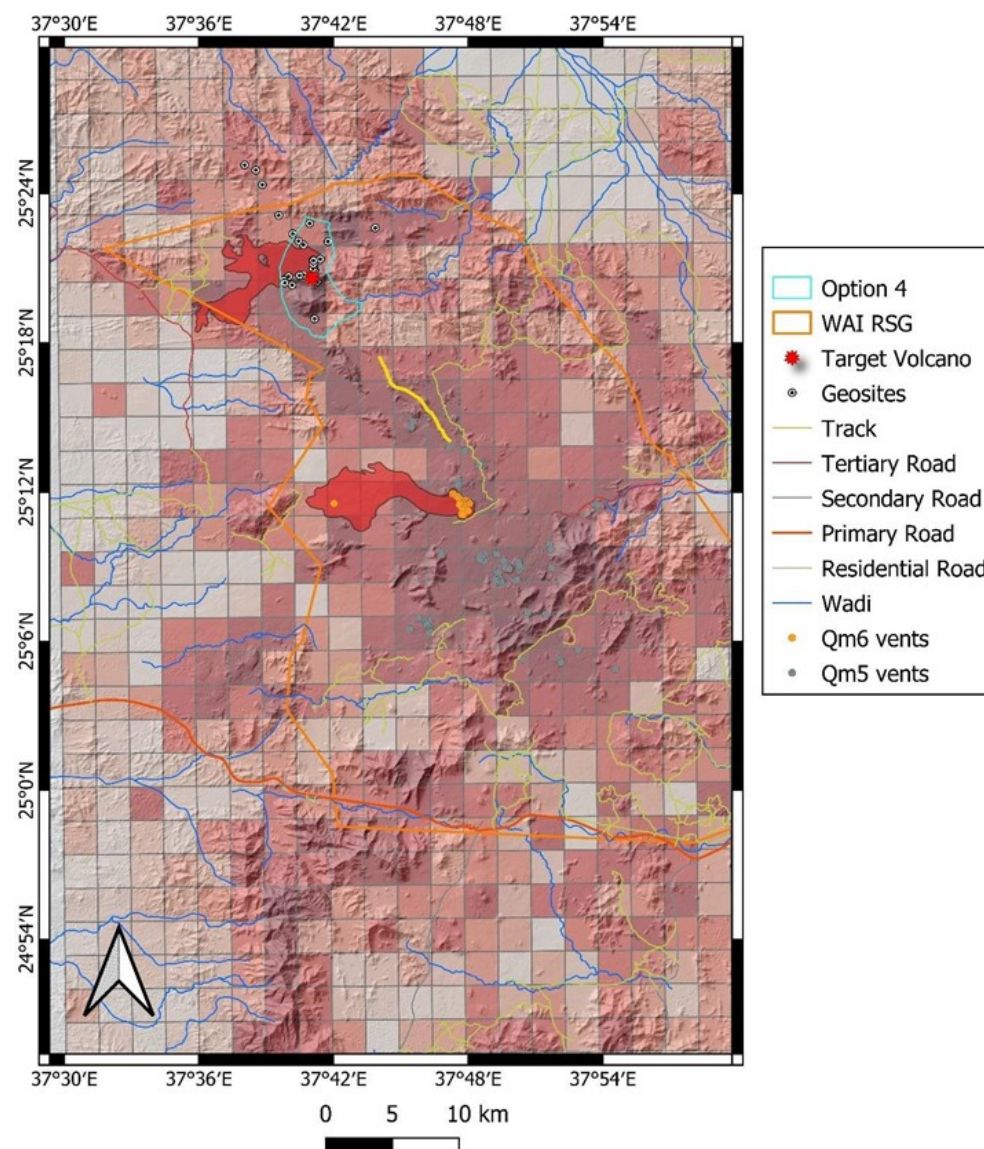 37°30′E 37°36′E 37°42′E 37°48′E 37°54′E
25°24′N
25°18′N
25°12′N
25°6′N
25°0′N
24°54′N
37°30′E 37°36′E 37°42′E 37°48′E 37°54′E
0 5 10 km
Option 4
WAI RSG
Target Volcano
Geosites
Track
Tertiary Road
Secondary Road
Primary Road
Residential Road
Wadi
Qm6 vents
Qm5 vents